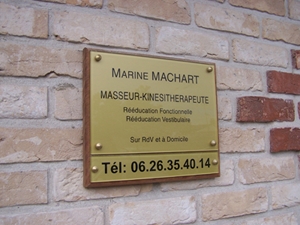 MARINE MACHART
MASSEUR-KINESITHERAPEUTE
Rééducation Fonctionnelle
Rééducation Vestibulaire
Sur RdV et à Domicile
Tél: 06.26.35.40.14